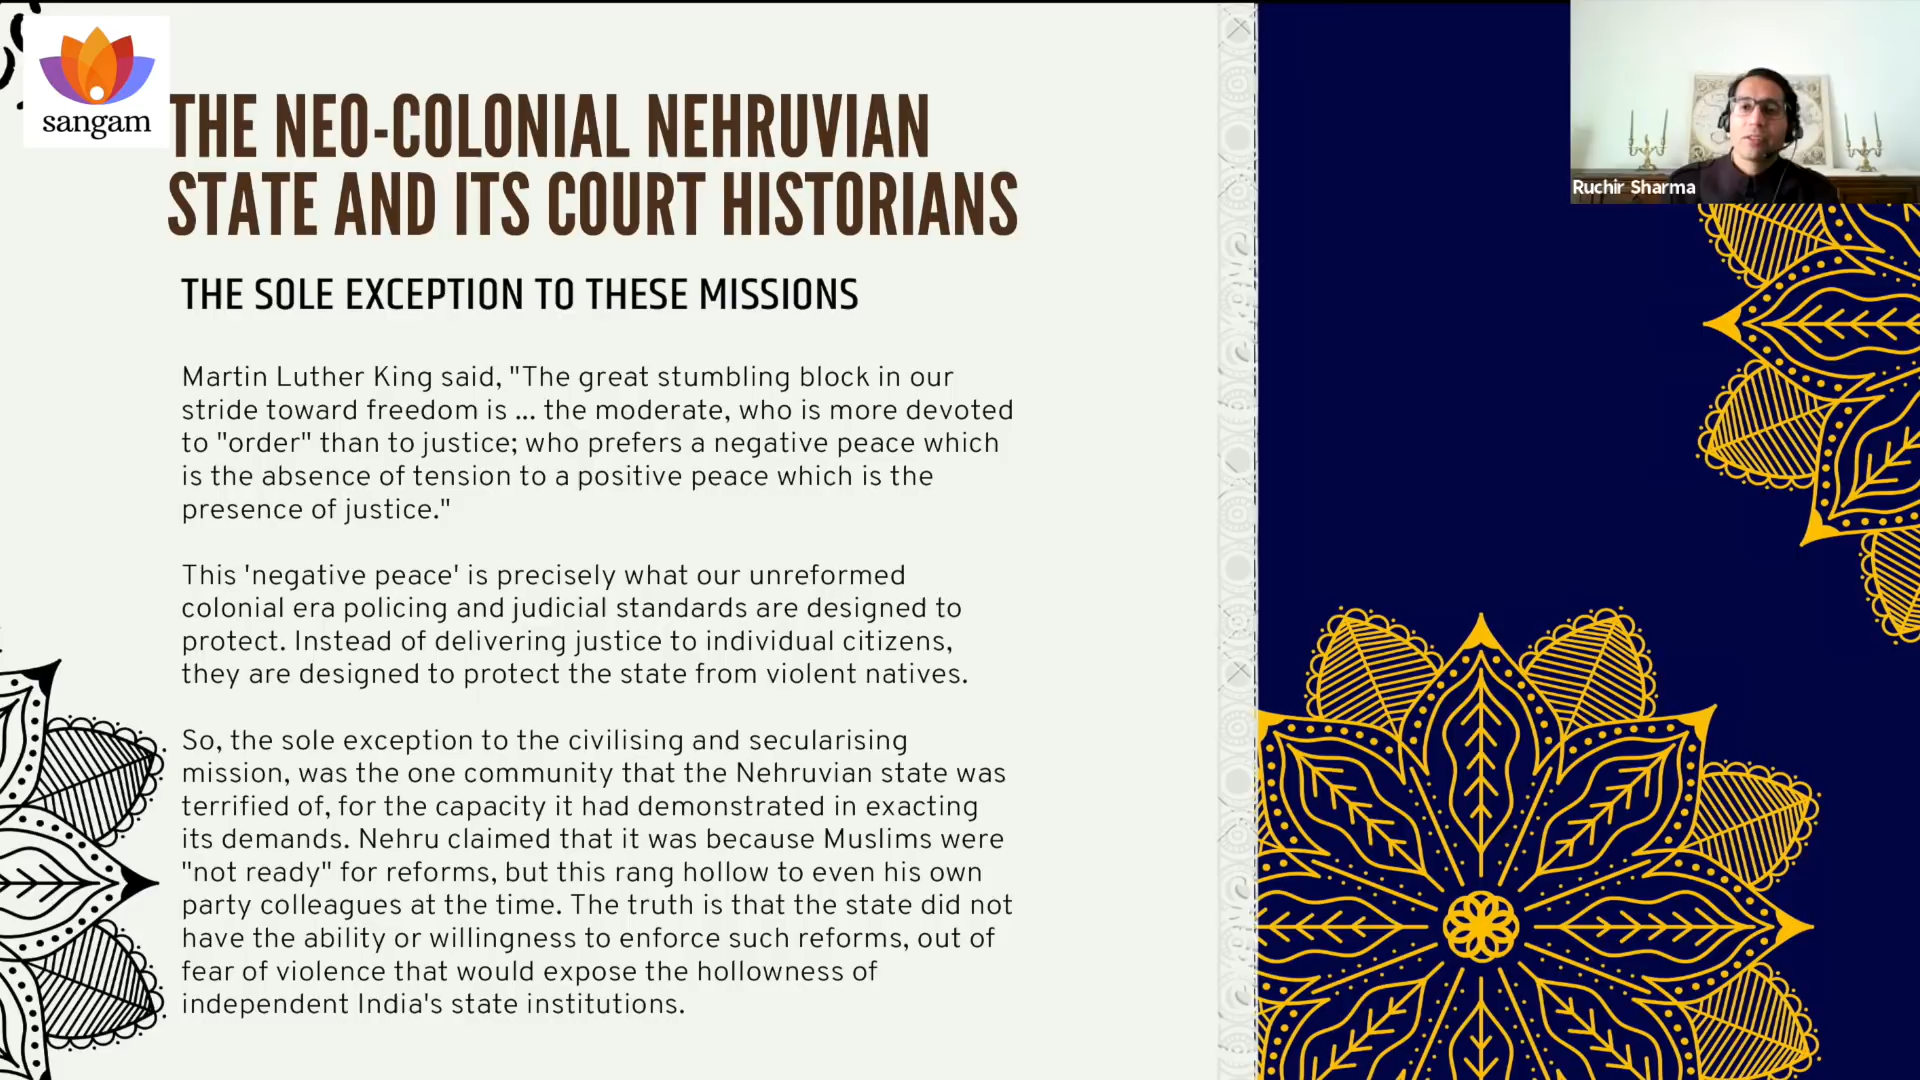 sangam
THE NEO-COLONIAL NEHRUVIAN
STATE AND ITS COURT HISTORIANS
THE SOLE EXCEPTION TO THESE MISSIONS
Martin Luther King said, "The great stumbling block in our
stride toward freedom is ... the moderate, who is more devoted
to "order" than to justice; who prefers a negative peace which
is the absence of tension to a positive peace which is the
presence of justice."
This 'negative peace' is precisely what our unreformed
colonial era policing and judicial standards are designed to
protect. Instead of delivering justice to individual citizens,
they are designed to protect the state from violent natives.
So, the sole exception to the civilising and secularising
mission, was the one community that the Nehruvian state was
terrified of, for the capacity it had demonstrated in exacting
its demands. Nehru claimed that it was because Muslims were
"not ready" for reforms, but this rang hollow to even his own
party colleagues at the time. The truth is that the state did not
have the ability or willingness to enforce such reforms, out of
fear of violence that would expose the hollowness of
independent India's state institutions.
Ruchir Sharma